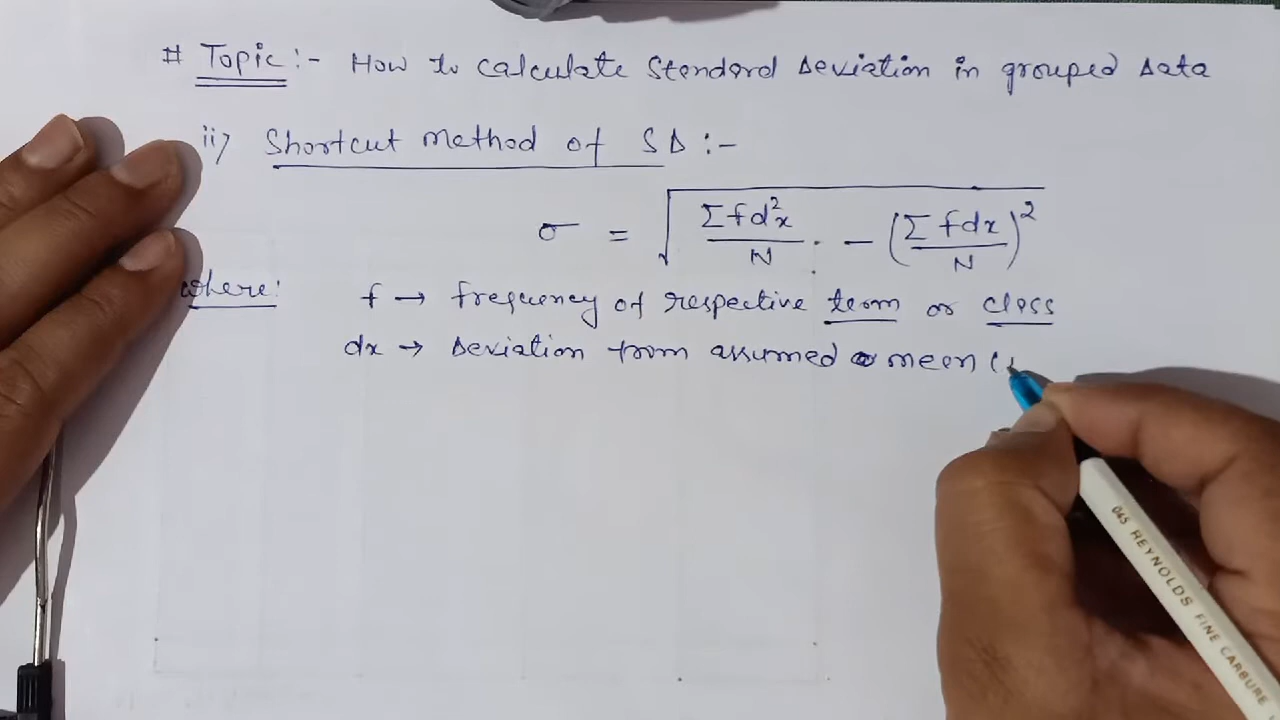 # Topic:- How to calculate Standard Deviation in grouped Data
ii) Shortcut method of SD:-
σ = √(Σfd²x/N - (Σfdx/N)²)
where:
f → frequency of respective term or class
dx → Deviation from assumed mean (
045 REYNOLDS FINE CARBURE